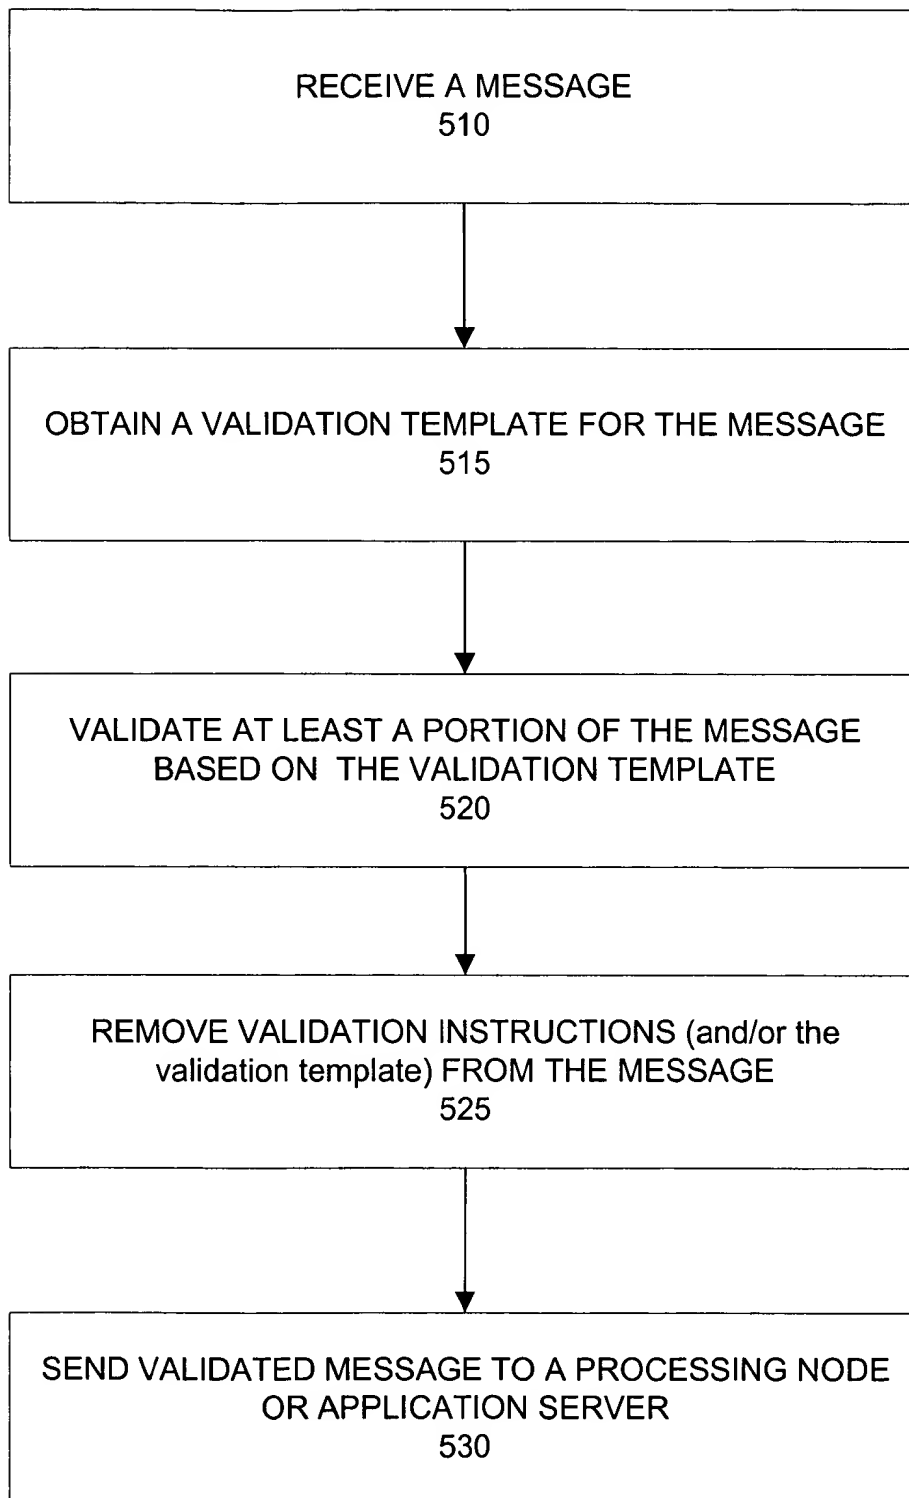 RECEIVE A MESSAGE
510
OBTAIN A VALIDATION TEMPLATE FOR THE MESSAGE
515
VALIDATE AT LEAST A PORTION OF THE MESSAGE
BASED ON THE VALIDATION TEMPLATE
520
REMOVE VALIDATION INSTRUCTIONS (and/or the
validation template) FROM THE MESSAGE
525
SEND VALIDATED MESSAGE TO A PROCESSING NODE
OR APPLICATION SERVER
530